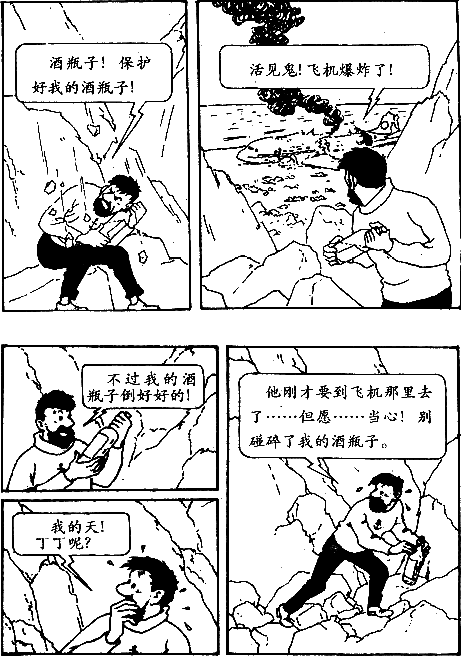 酒瓶子！保护
好我的酒瓶子！
活见鬼！飞机爆炸了！
不过我的酒
瓶子倒好好的！
我的天！
丁丁呢？
他刚才要到飞机那里去
了……但愿……当心！别
碰碎了我的酒瓶子。